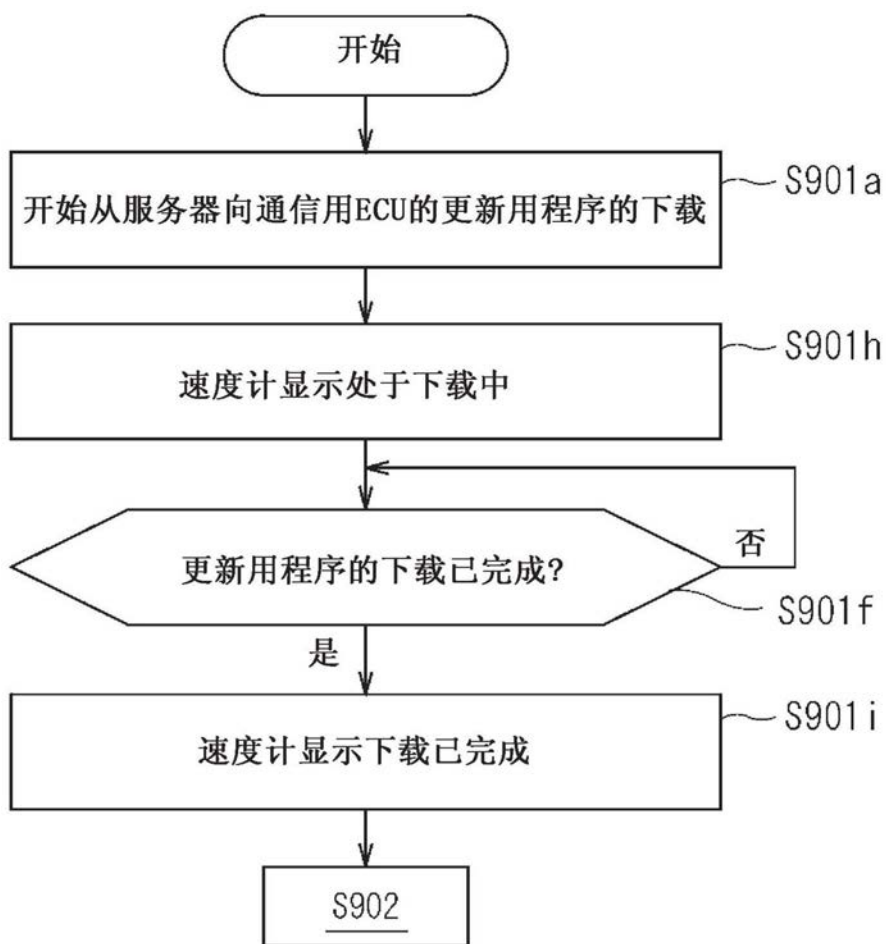 开始
开始从服务器向通信用ECU的更新用程序的下载
S901a
速度计显示处于下载中
S901h
更新用程序的下载已完成?
否
S901f
是
速度计显示下载已完成
S901i
S902